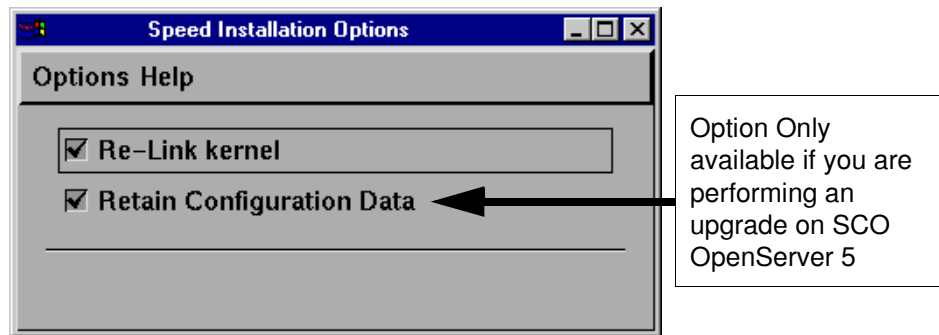 Speed Installation Options
Options Help
Re-Link kernel
Retain Configuration Data
Option Only
available if you are
performing an
upgrade on SCO
OpenServer 5